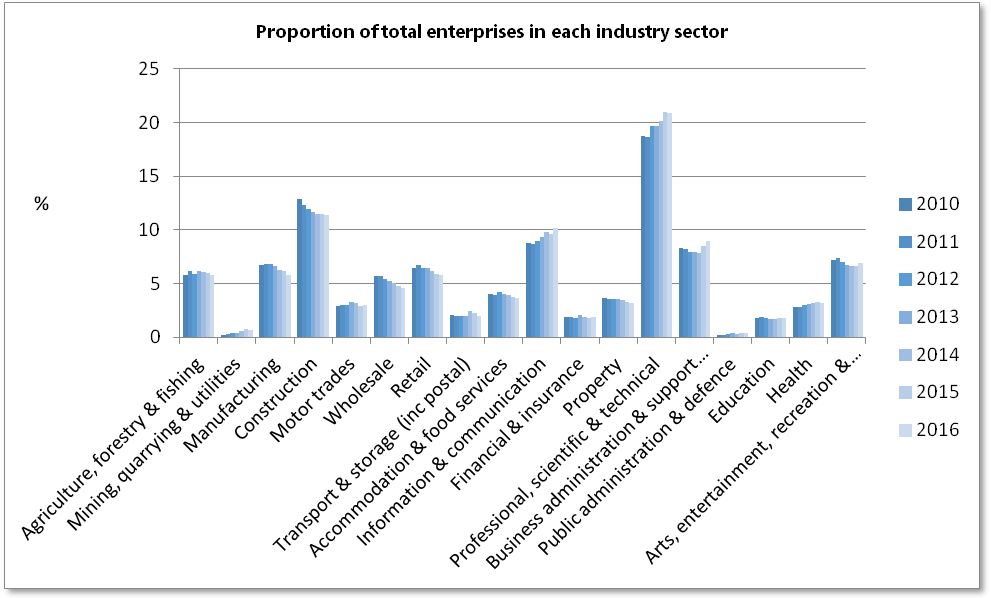 Proportion of total enterprises in each industry sector
25
20
15
10
5
0
%
Agriculture, forestry & fishing
Mining, quarrying & utilities
Manufacturing
Construction
Motor trades
Wholesale
Retail
Transport & storage (inc postal)
Accommodation & food services
Information & communication
Financial & insurance
Property
Professional, scientific & technical
Business administration & support...
Public administration & defence
Education
Health
Arts, entertainment, recreation &...
2010
2011
2012
2013
2014
2015
2016